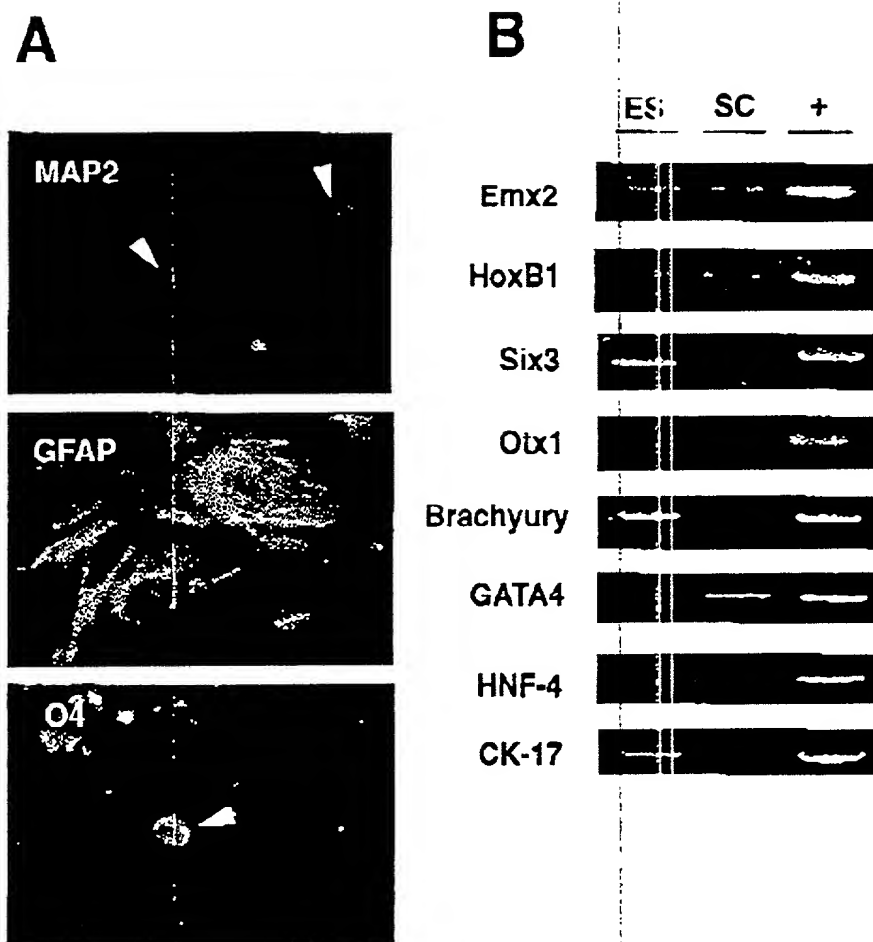 A
MAP2
GFAP
O4
B
ES SC +
Emx2
HoxB1
Six3
Otx1
Brachyury
GATA4
HNF-4
CK-17